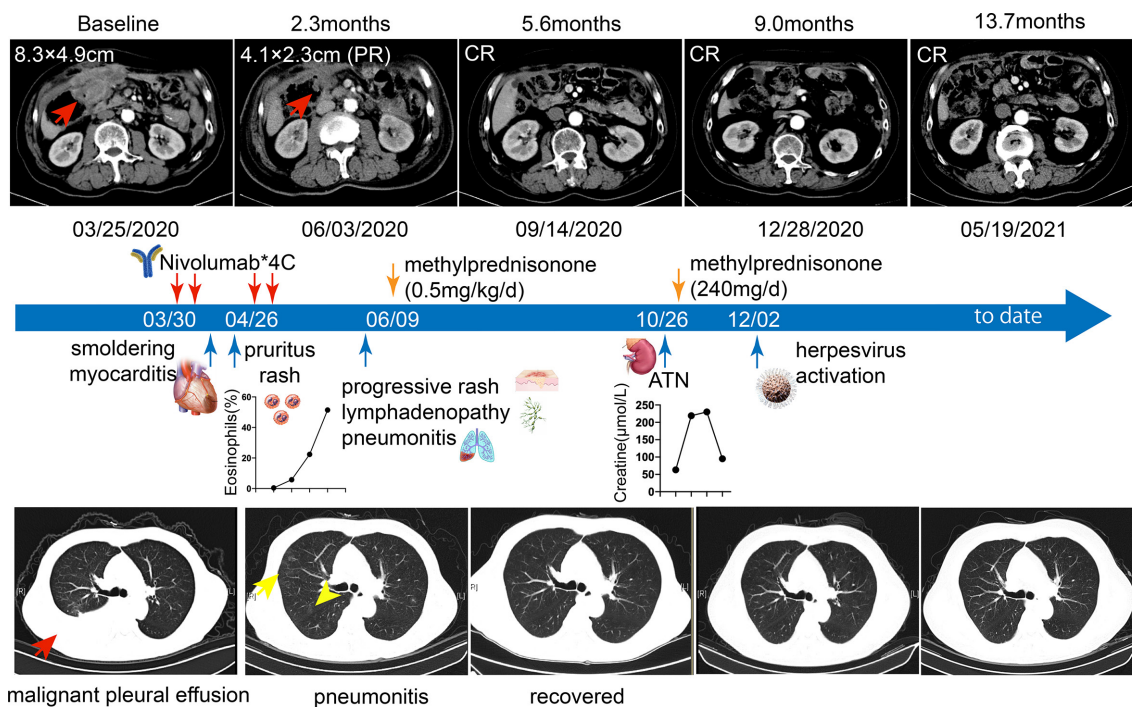 Baseline
2.3months
5.6months
9.0months
13.7months
8.3×4.9cm
4.1×2.3cm (PR)
CR
CR
CR
03/25/2020
06/03/2020
09/14/2020
12/28/2020
05/19/2021
Nivolumab*4C
methylprednisonone
(0.5mg/kg/d)
methylprednisonone
(240mg/d)
03/30
04/26
06/09
10/26
12/02
to date
smoldering
myocarditis
pruritus
rash
progressive rash
lymphadenopathy
pneumonitis
ATN
herpesvirus
activation
Eosinophils(%)
60
40
20
0
Creatine(μmol/L)
250
200
150
100
50
0
[R]
[L]
[R]
[L]
[R]
[L]
[R]
[L]
[R]
[L]
malignant pleural effusion
pneumonitis
recovered